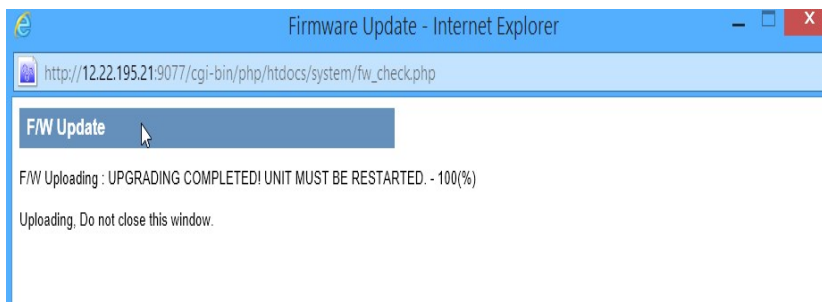 Firmware Update - Internet Explorer
http://12.22.195.21:9077/cgi-bin/php/htdocs/system/fw_check.php
F/W Update
F/W Uploading : UPGRADING COMPLETED! UNIT MUST BE RESTARTED. - 100(%)
Uploading, Do not close this window.